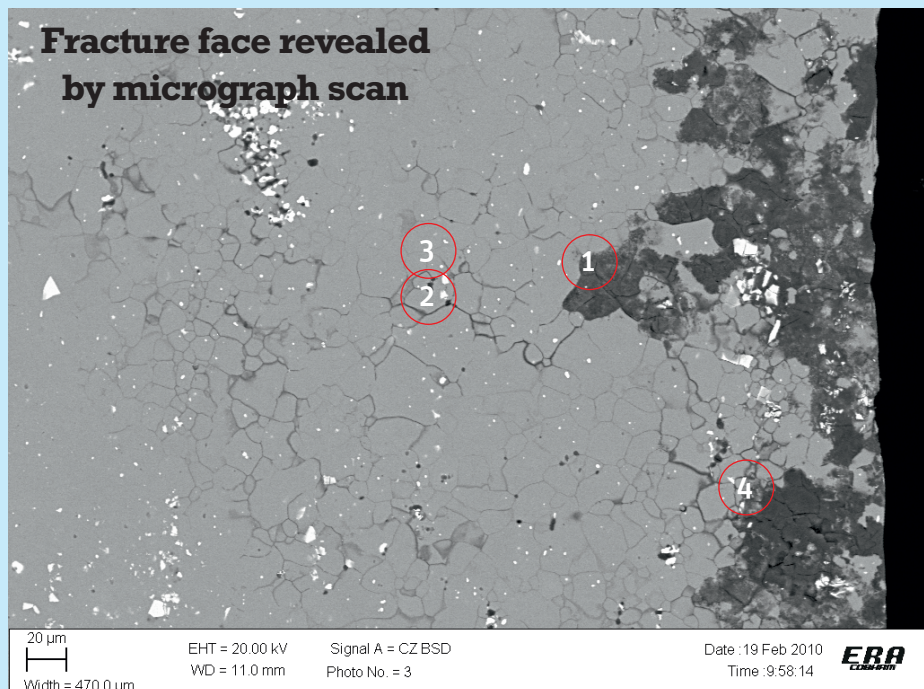 Fracture face revealed
by micrograph scan
3
1
2
4
20 µm
Width = 470.0 um
EHT = 20.00 kV
WD = 11.0 mm
Signal A = CZ BSD
Photo No. = 3
Date :19 Feb 2010
Time :9:58:14
ERA
COBHAM